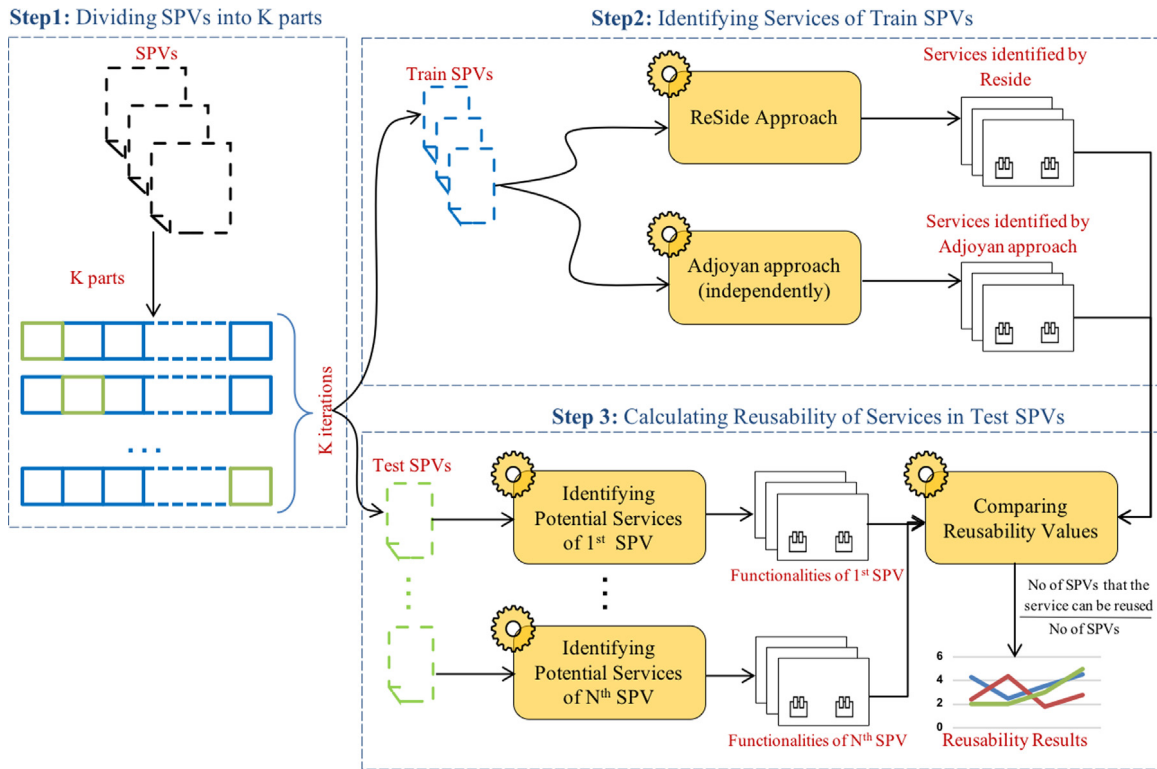 Step1: Dividing SPVs into K parts
SPVs
K parts
K iterations
Step2: Identifying Services of Train SPVs
Train SPVs
ReSide Approach
Services identified by
Reside
Adjoyan approach
(independently)
Services identified by
Adjoyan approach
Step 3: Calculating Reusability of Services in Test SPVs
Test SPVs
Identifying
Potential Services
of 1st SPV
Functionalities of 1st SPV
Comparing
Reusability Values
Identifying
Potential Services
of Nth SPV
Functionalities of Nth SPV
No of SPVs that the
service can be reused
No of SPVs
6
4
2
0
Reusability Results